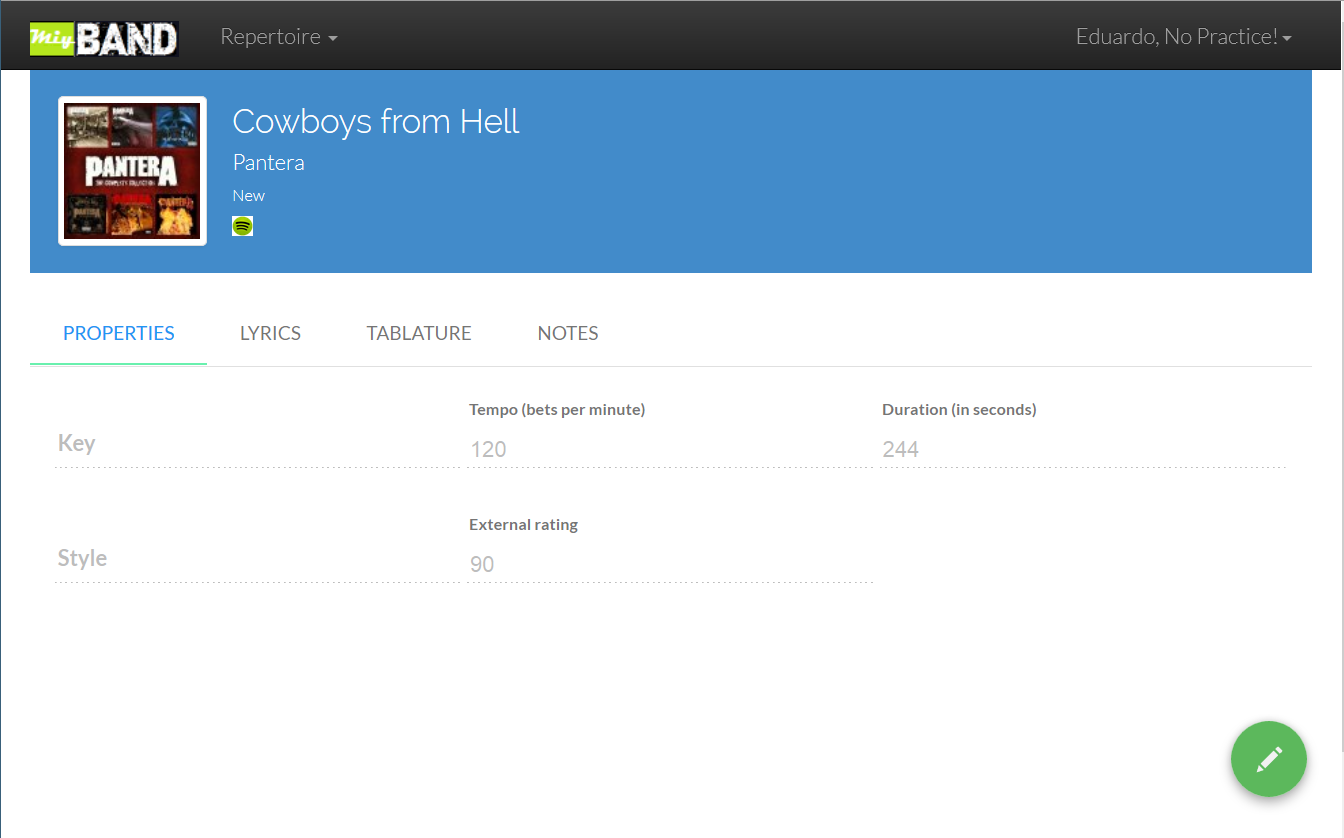 Miy BAND
Repertoire
Eduardo, No Practice!
PANTERA
Cowboys from Hell
Pantera
New
PROPERTIES
LYRICS
TABLATURE
NOTES
Key
Tempo (bets per minute)
120
Duration (in seconds)
244
Style
External rating
90